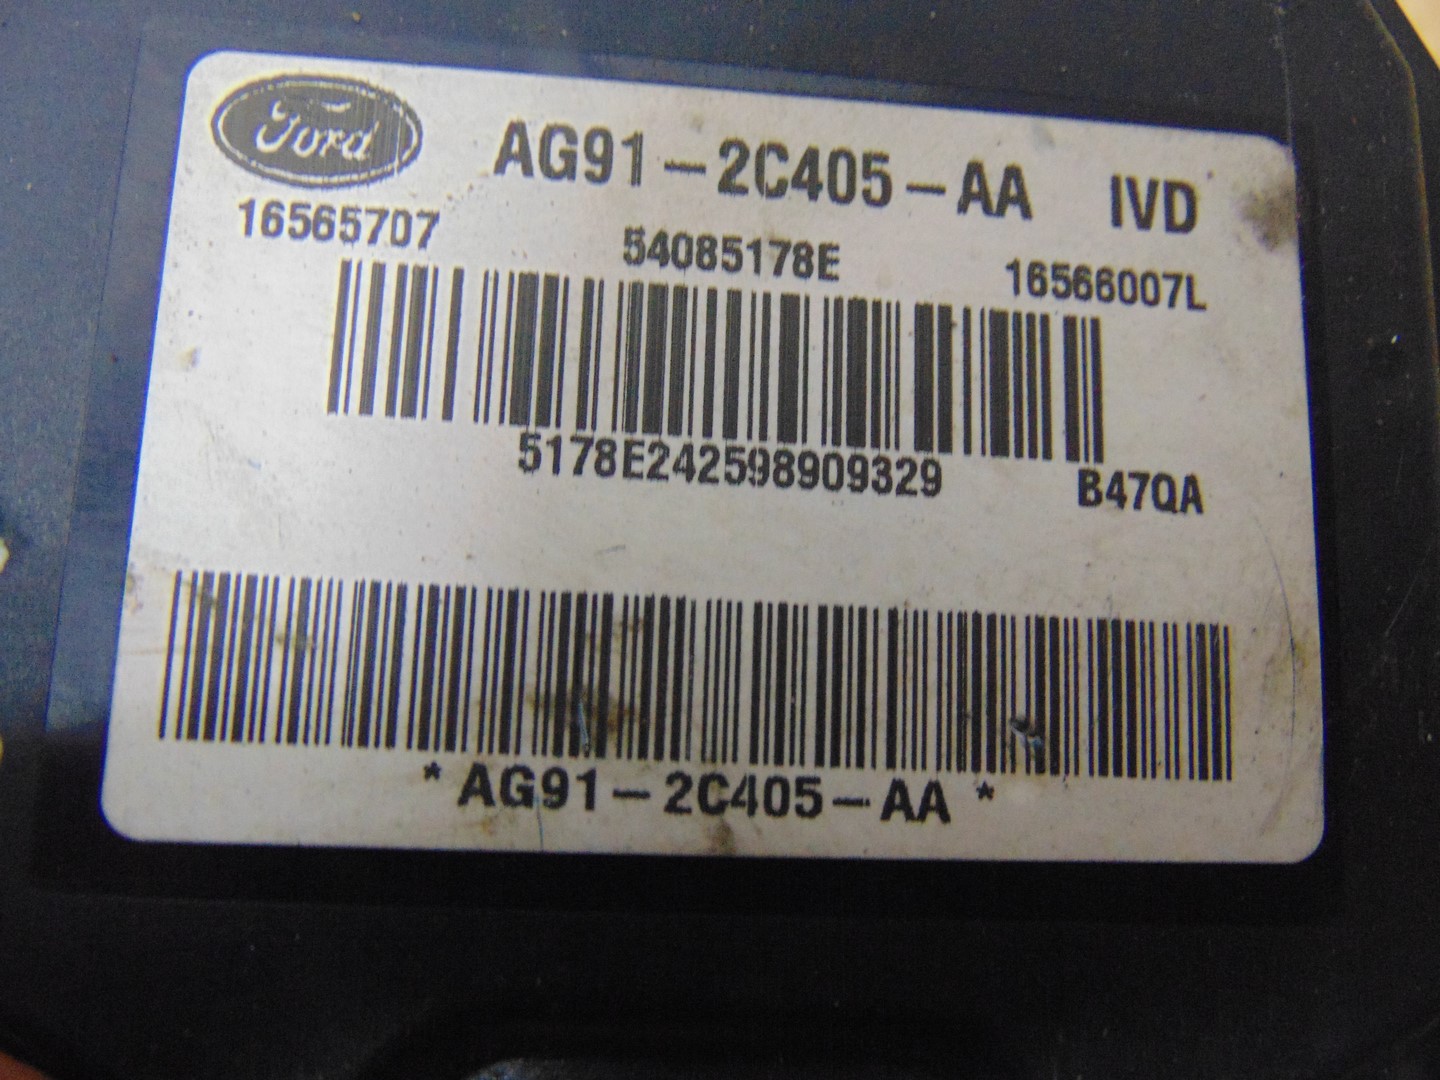 Ford
AG91-2C405-AA IVD
16565707 54085178E 16566007L
5178E242598909329 B47QA
*AG91-2C405-AA*